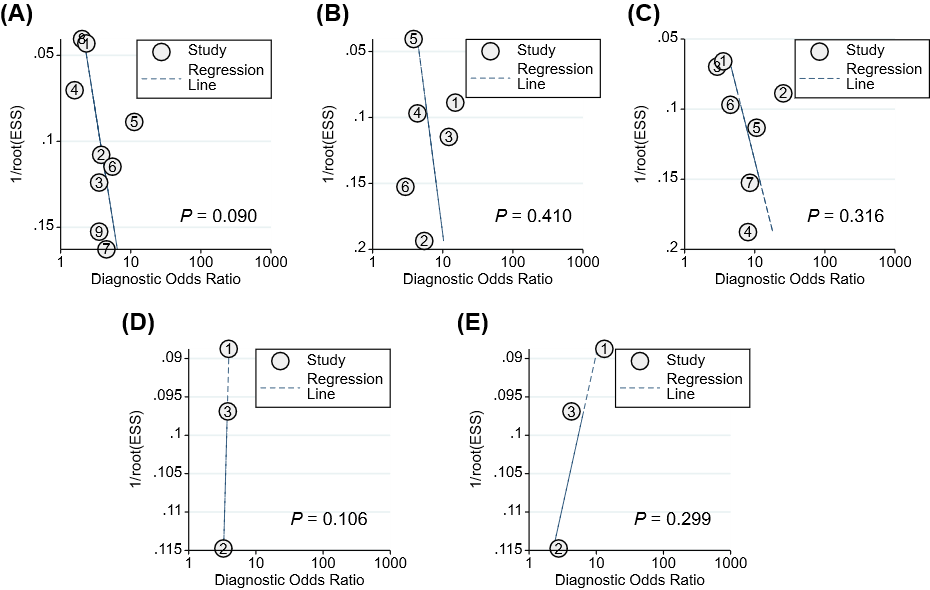 (A)
8
1
4
5
2
6
3
9
7
Study
Regression
Line
P = 0.090
.05
.1
.15
1/root(ESS)
1 10 100 1000
Diagnostic Odds Ratio
(B)
5
1
4
3
6
2
Study
Regression
Line
P = 0.410
.05
.1
.15
.2
1/root(ESS)
1 10 100 1000
Diagnostic Odds Ratio
(C)
1
3
2
6
5
7
4
Study
Regression
Line
P = 0.316
.05
.1
.15
.2
1/root(ESS)
1 10 100 1000
Diagnostic Odds Ratio
(D)
1
3
2
Study
Regression
Line
P = 0.106
.09
.095
.1
.105
.11
.115
1/root(ESS)
1 10 100 1000
Diagnostic Odds Ratio
(E)
1
3
2
Study
Regression
Line
P = 0.299
.09
.095
.1
.105
.11
.115
1/root(ESS)
1 10 100 1000
Diagnostic Odds Ratio